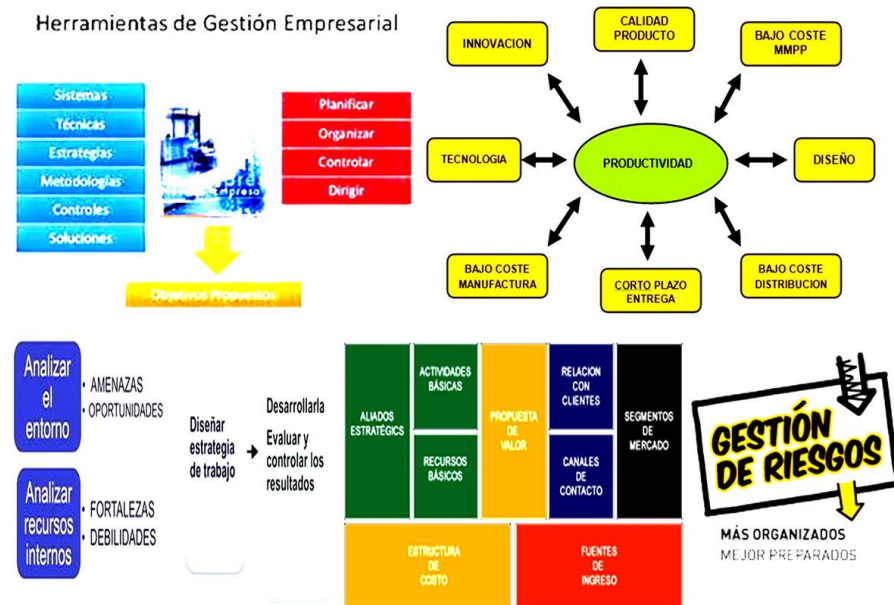 Herramientas de Gestión Empresarial
Sistemas
Técnicas
Estrategias
Metodologías
Controles
Soluciones
Empresa
Planificar
Organizar
Controlar
Dirigir
Objetivos Propuestos
INNOVACION
CALIDAD
PRODUCTO
BAJO COSTE
MMPP
TECNOLOGIA
PRODUCTIVIDAD
DISEÑO
BAJO COSTE
MANUFACTURA
CORTO PLAZO
ENTREGA
BAJO COSTE
DISTRIBUCION
Analizar
el
entorno
• AMENAZAS
• OPORTUNIDADES
Analizar
recursos
internos
• FORTALEZAS
• DEBILIDADES
Diseñar
estrategia
de trabajo
Desarrollarla
Evaluar y
controlar los
resultados
ALIADOS
ESTRATÉGICS
ACTIVIDADES
BÁSICAS
RECURSOS
BÁSICOS
PROPUESTA
DE
VALOR
RELACION
CON
CLIENTES
CANALES
DE
CONTACTO
SEGMENTOS
DE
MERCADO
ESTRUCTURA
DE
COSTO
FUENTES
DE
INGRESO
GESTIÓN
DE RIESGOS
MÁS ORGANIZADOS
MEJOR PREPARADOS